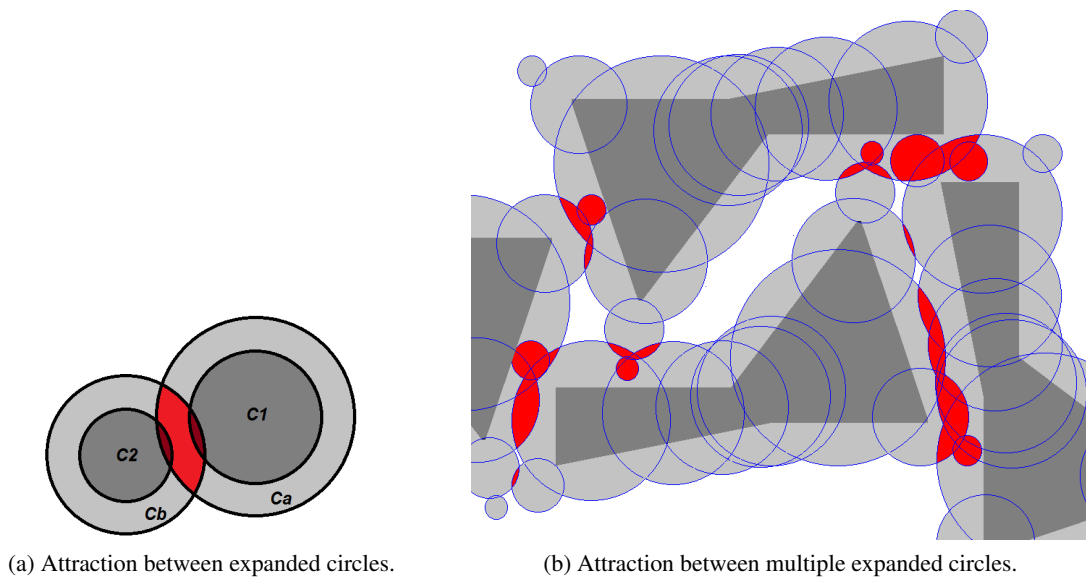 C1
C2
Ca
Cb
(a) Attraction between expanded circles.
(b) Attraction between multiple expanded circles.